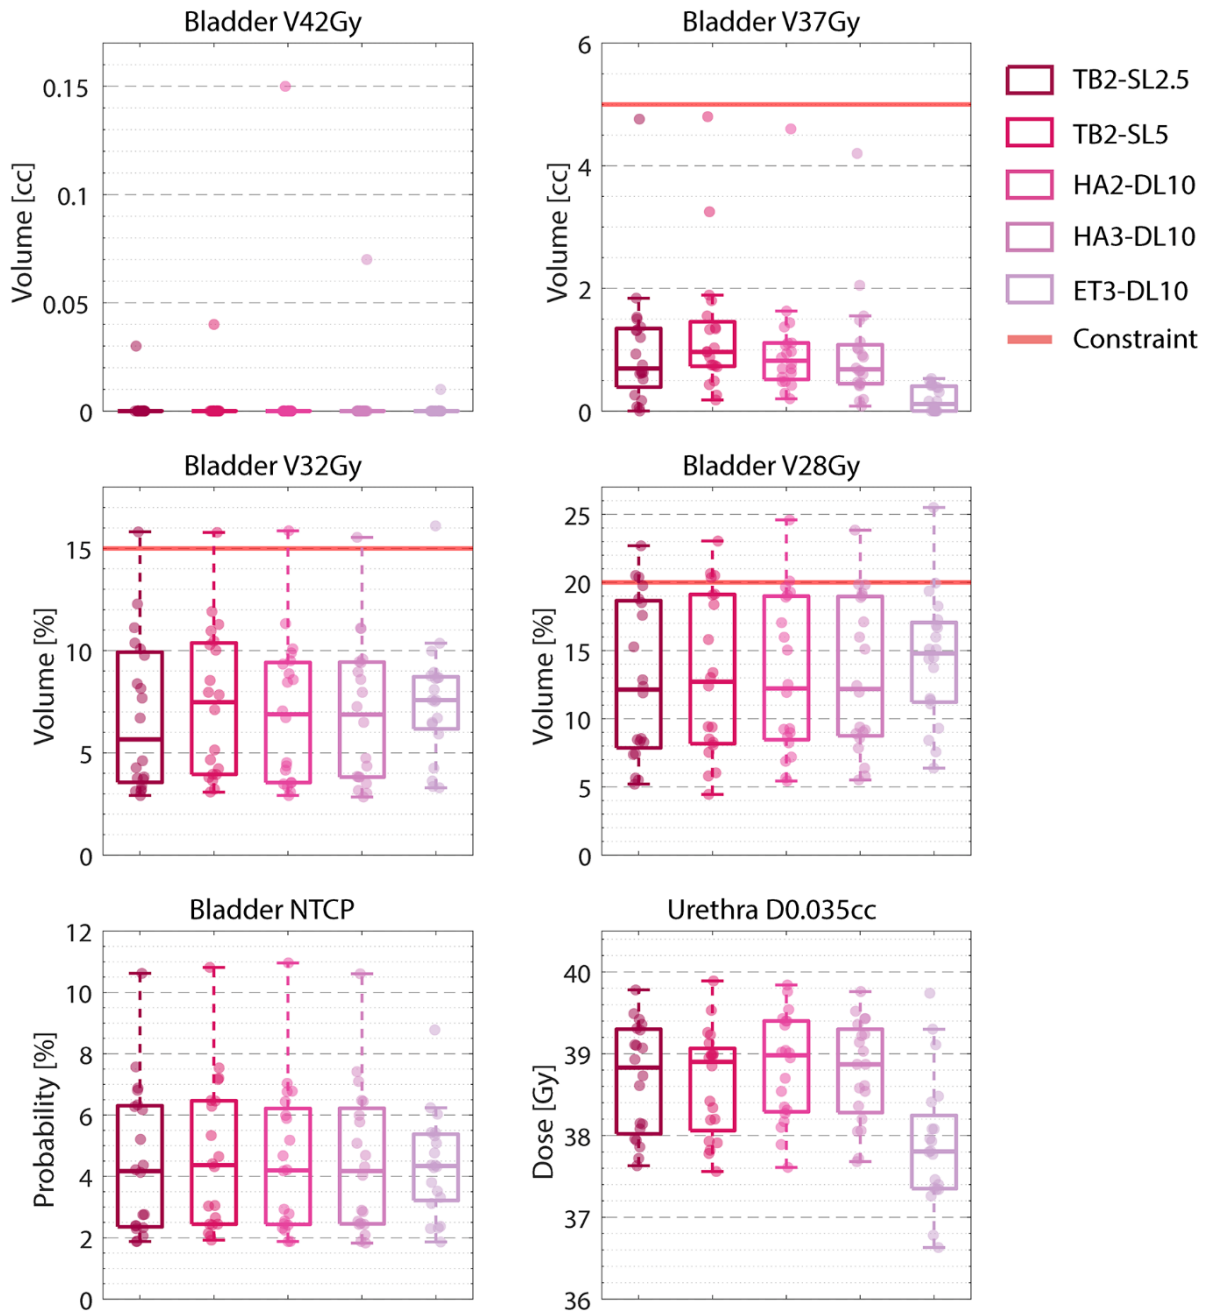 Bladder V42Gy
Bladder V37Gy
0.15
0.1
0.05
0
Volume [cc]
6
4
2
0
Volume [cc]
TB2-SL2.5
TB2-SL5
HA2-DL10
HA3-DL10
ET3-DL10
Constraint
Bladder V32Gy
Bladder V28Gy
15
10
5
0
Volume [%]
25
20
15
10
5
0
Volume [%]
Bladder NTCP
Urethra D0.035cc
12
10
8
6
4
2
0
Probability [%]
40
39
38
37
36
Dose [Gy]